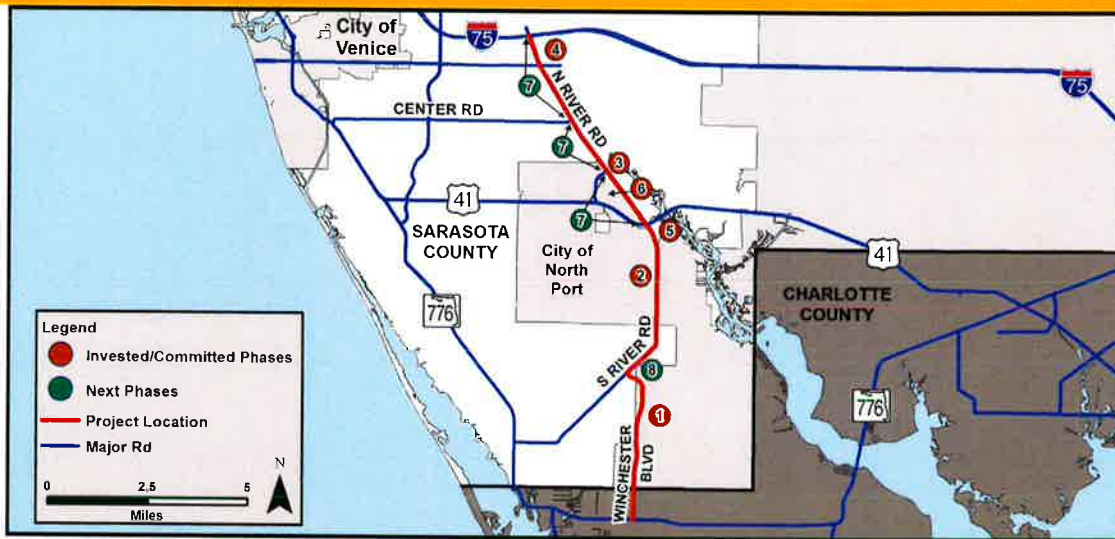 City of
Venice
75
4
75
7
N RIVER RD
CENTER RD
7
3
6
41
7
SARASOTA
COUNTY
City of
North
Port
5
41
2
CHARLOTTE
COUNTY
776
S RIVER RD
8
776
1
WINCHESTER
BLVD
Legend
Invested/Committed Phases
Next Phases
Project Location
Major Rd
N
0
2.5
5
Miles